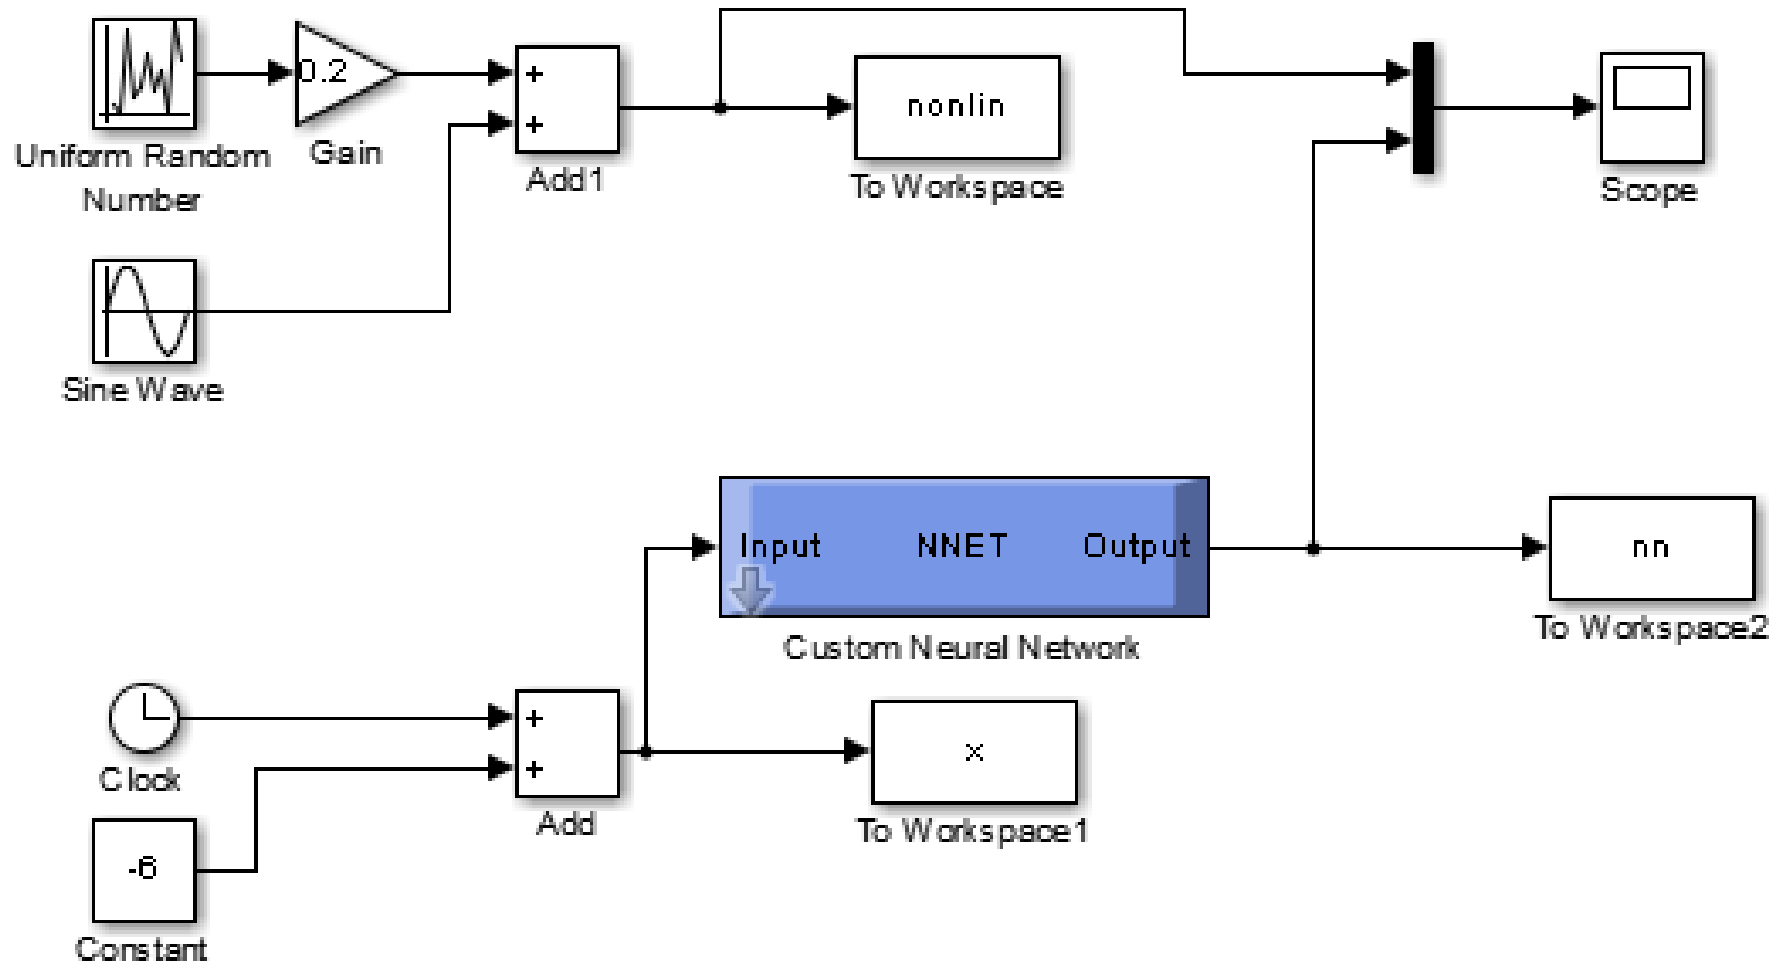 0.2
+
+
nonlin
Uniform Random
Number
Gain
Add1
To Workspace
Scope
Sine Wave
Input NNET Output
nn
Custom Neural Network
To Workspace2
+
+
x
Clock
Add
To Workspace1
-6
Constant